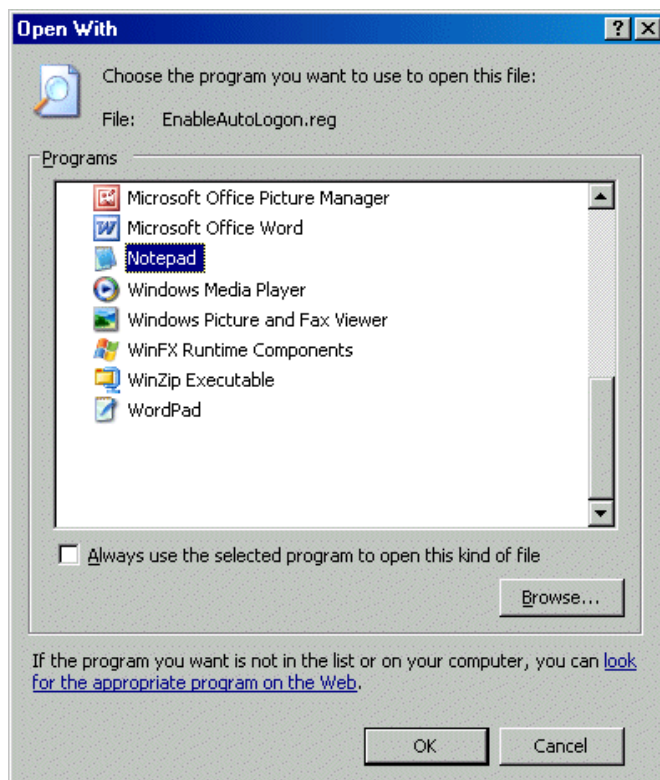 Open With
Choose the program you want to use to open this file:
File: EnableAutoLogon.reg
Programs
Microsoft Office Picture Manager
Microsoft Office Word
Notepad
Windows Media Player
Windows Picture and Fax Viewer
WinFX Runtime Components
WinZip Executable
WordPad
Always use the selected program to open this kind of file
Browse...
If the program you want is not in the list or on your computer, you can look
for the appropriate program on the Web.
OK Cancel